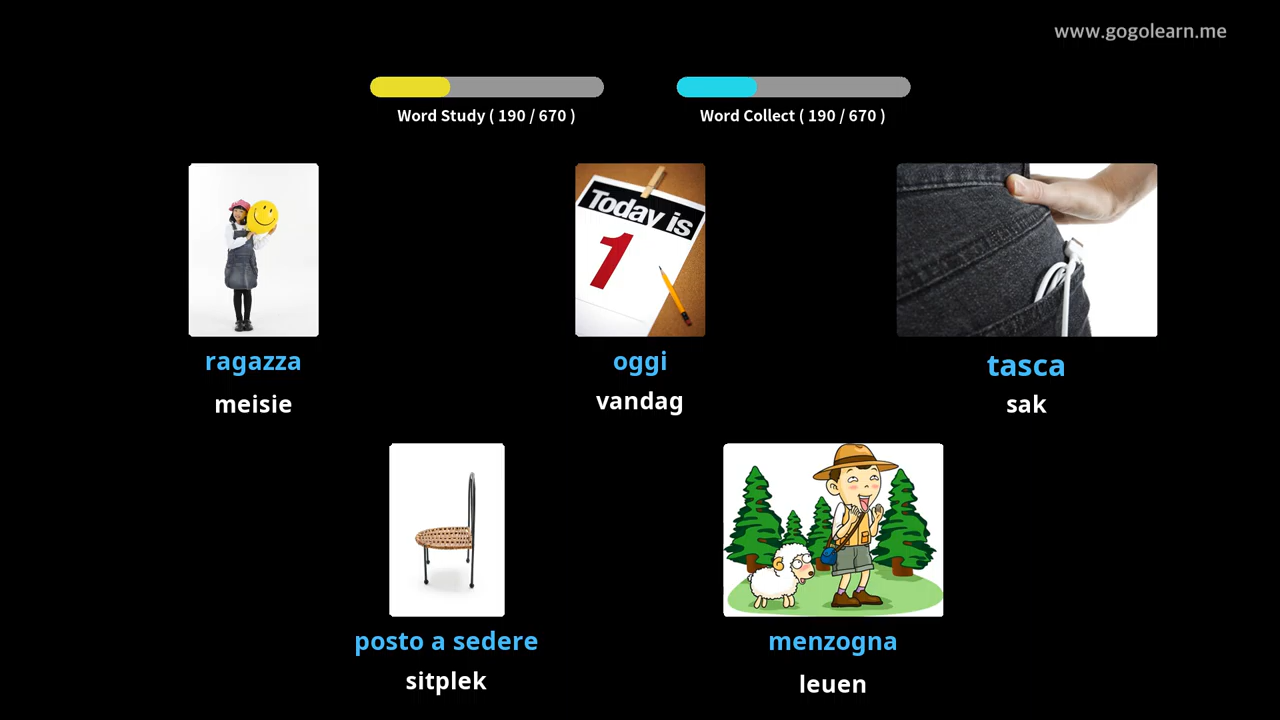 www.gogolearn.me
Word Study ( 190 / 670 )
Word Collect ( 190 / 670 )
Today is
1
ragazza
meisie
oggi
vandag
tasca
sak
posto a sedere
sitplek
menzogna
leuen